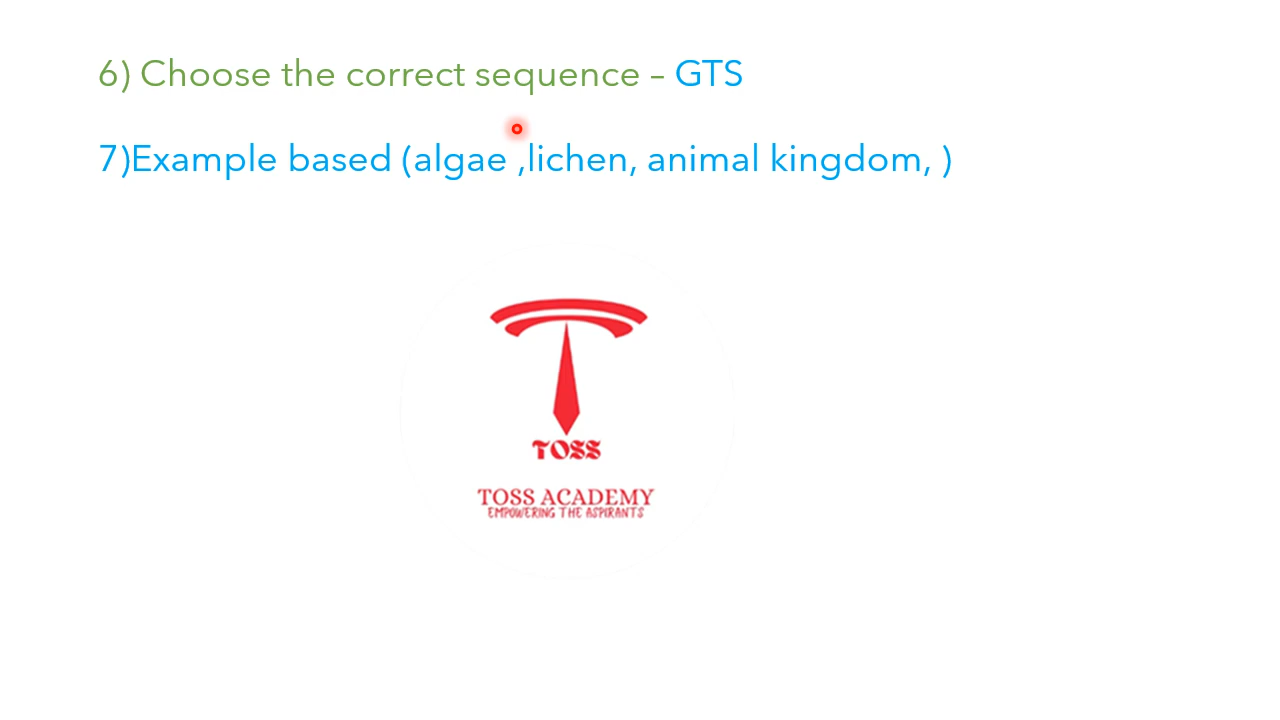 6) Choose the correct sequence – GTS
7)Example based (algae ,lichen, animal kingdom, )
TOSS
TOSS ACADEMY
EMPOWERING THE ASPIRANTS